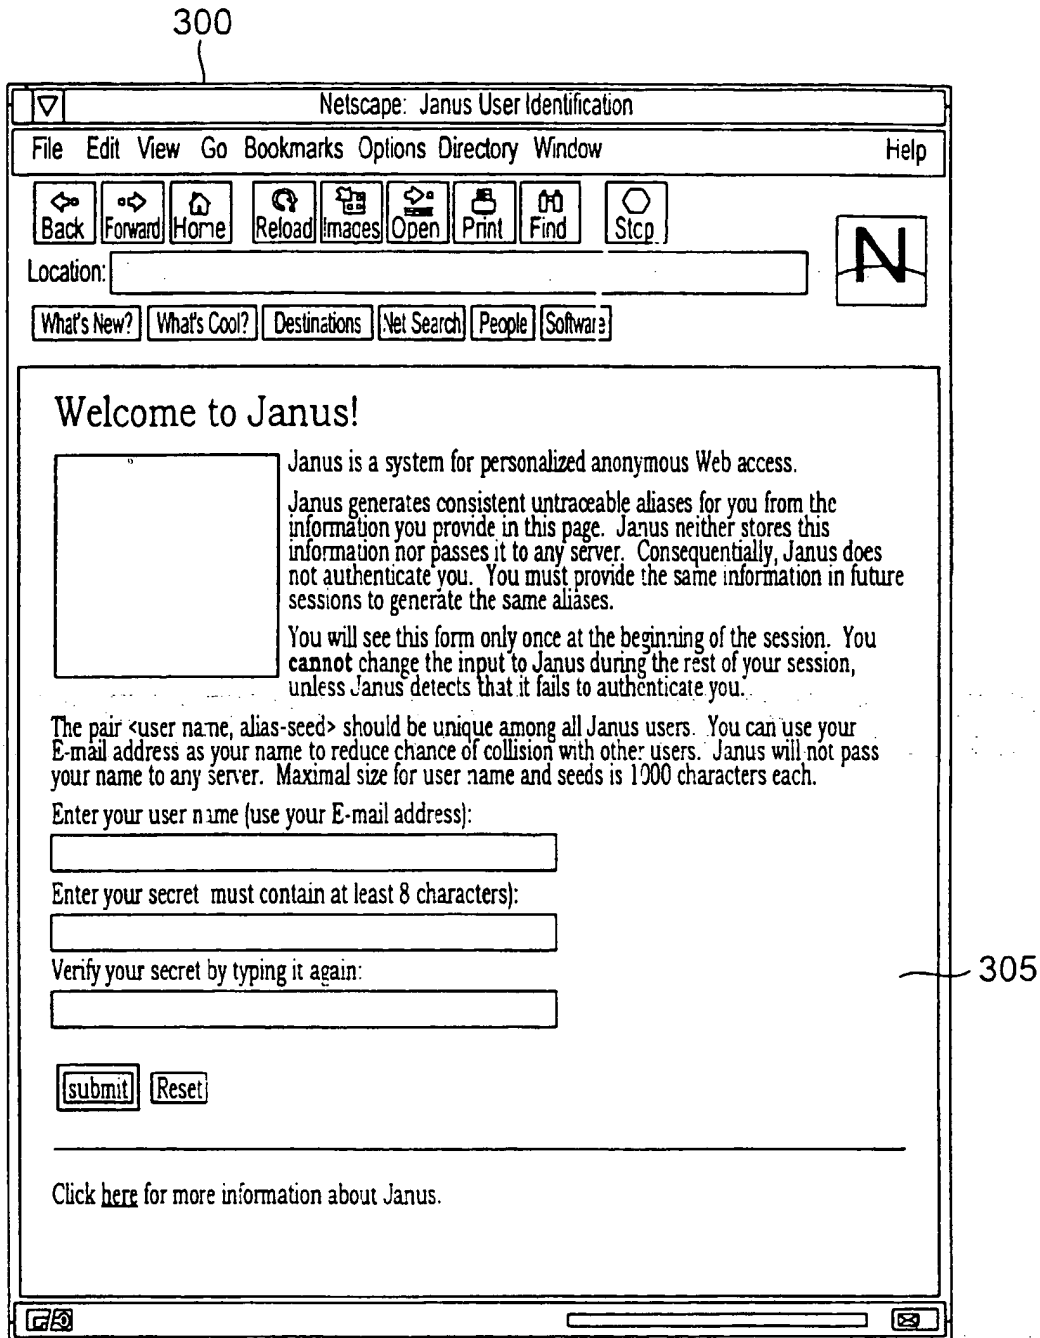 300
Netscape: Janus User Identification
File Edit View Go Bookmarks Options Directory Window Help
Back Forward Home Reload Images Open Print Find Stop
N
Location:
What's New? What's Cool? Destinations Net Search People Software
Welcome to Janus!
Janus is a system for personalized anonymous Web access.
Janus generates consistent untraceable aliases for you from the
information you provide in this page. Janus neither stores this
information nor passes it to any server. Consequentially, Janus does
not authenticate you. You must provide the same information in future
sessions to generate the same aliases.
You will see this form only once at the beginning of the session. You
cannot change the input to Janus during the rest of your session,
unless Janus detects that it fails to authenticate you.
The pair <user name, alias-seed> should be unique among all Janus users. You can use your
E-mail address as your name to reduce chance of collision with other users. Janus will not pass
your name to any server. Maximal size for user name and seeds is 1000 characters each.
Enter your user name (use your E-mail address):
Enter your secret must contain at least 8 characters):
Verify your secret by typing it again:
305
submit Reset
Click here for more information about Janus.